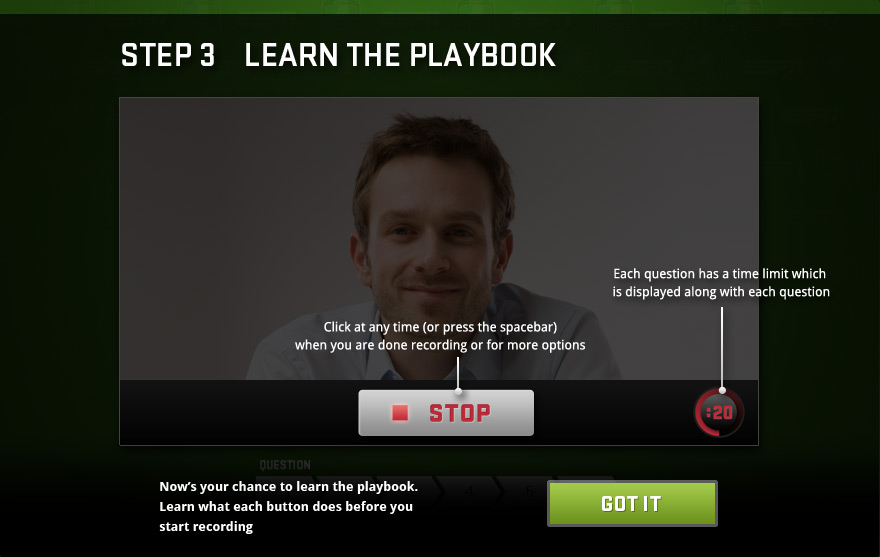 STEP 3 LEARN THE PLAYBOOK
Each question has a time limit which
is displayed along with each question
Click at any time (or press the spacebar)
when you are done recording or for more options
STOP
:20
QUESTION
4
5
Now's your chance to learn the playbook.
Learn what each button does before you
start recording
GOT IT